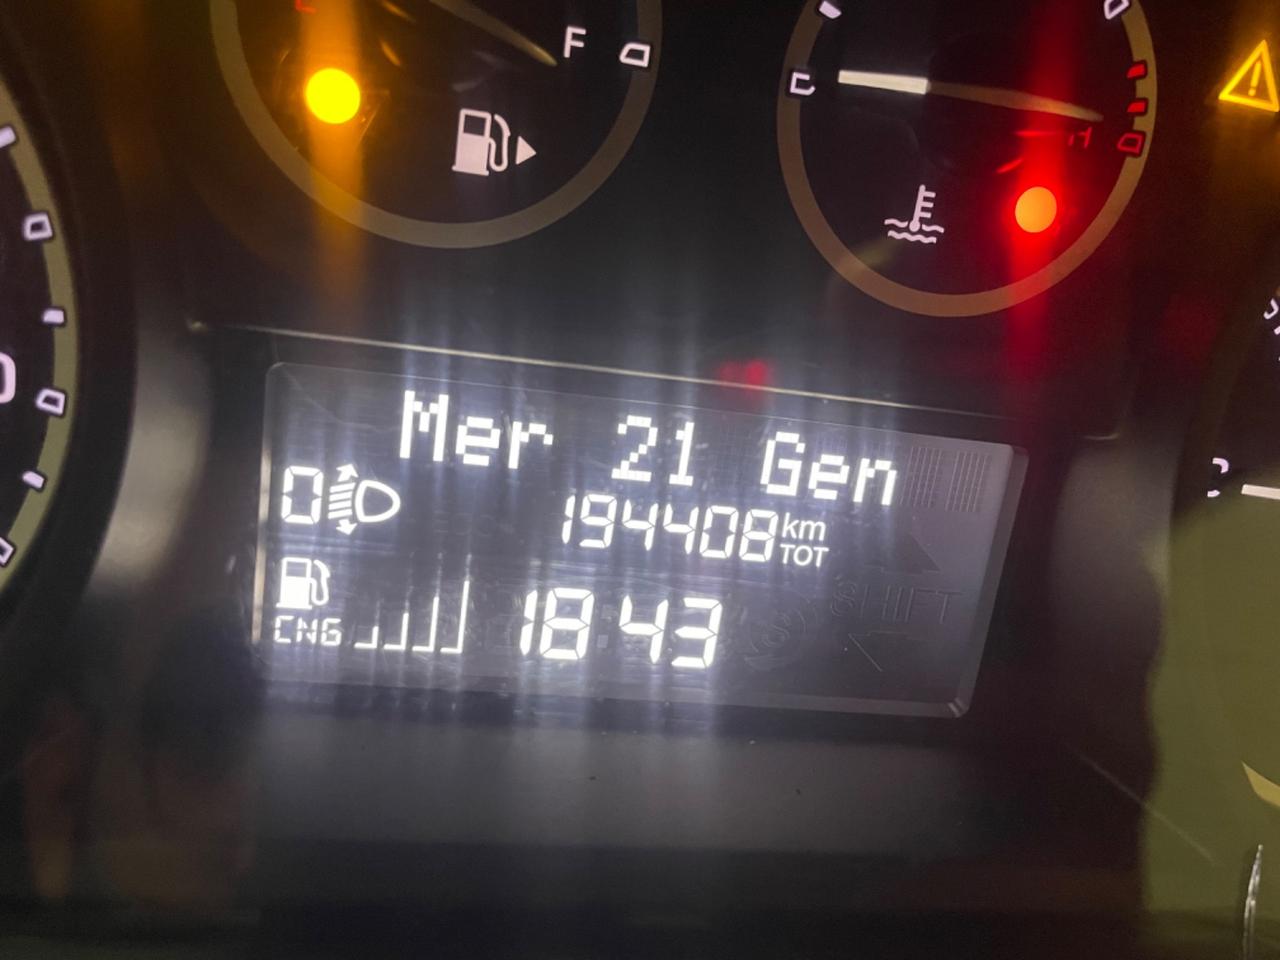 F
C
H
Mer 21 Gen
0
194408 km
TOT
CNG
18 43
SHIFT